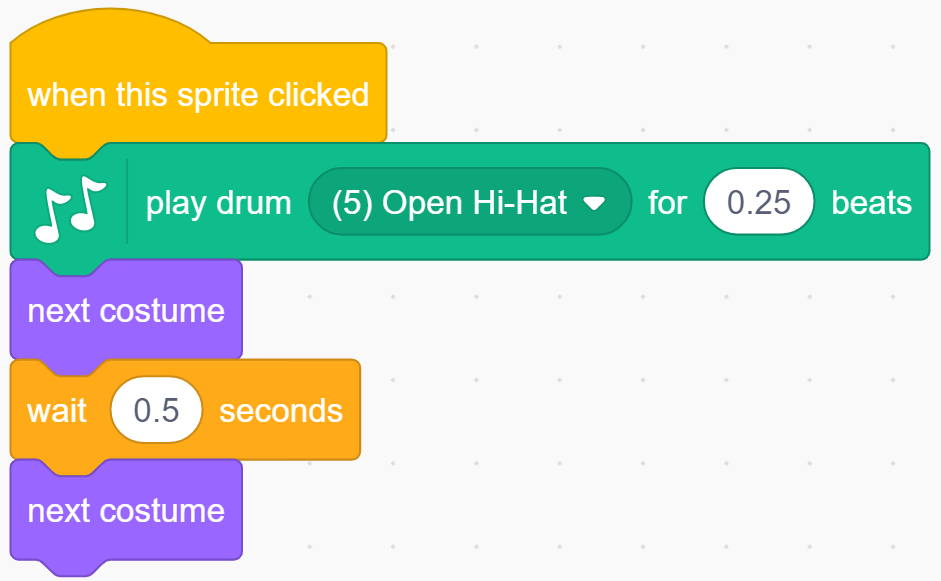 when this sprite clicked
play drum (5) Open Hi-Hat for 0.25 beats
next costume
wait 0.5 seconds
next costume